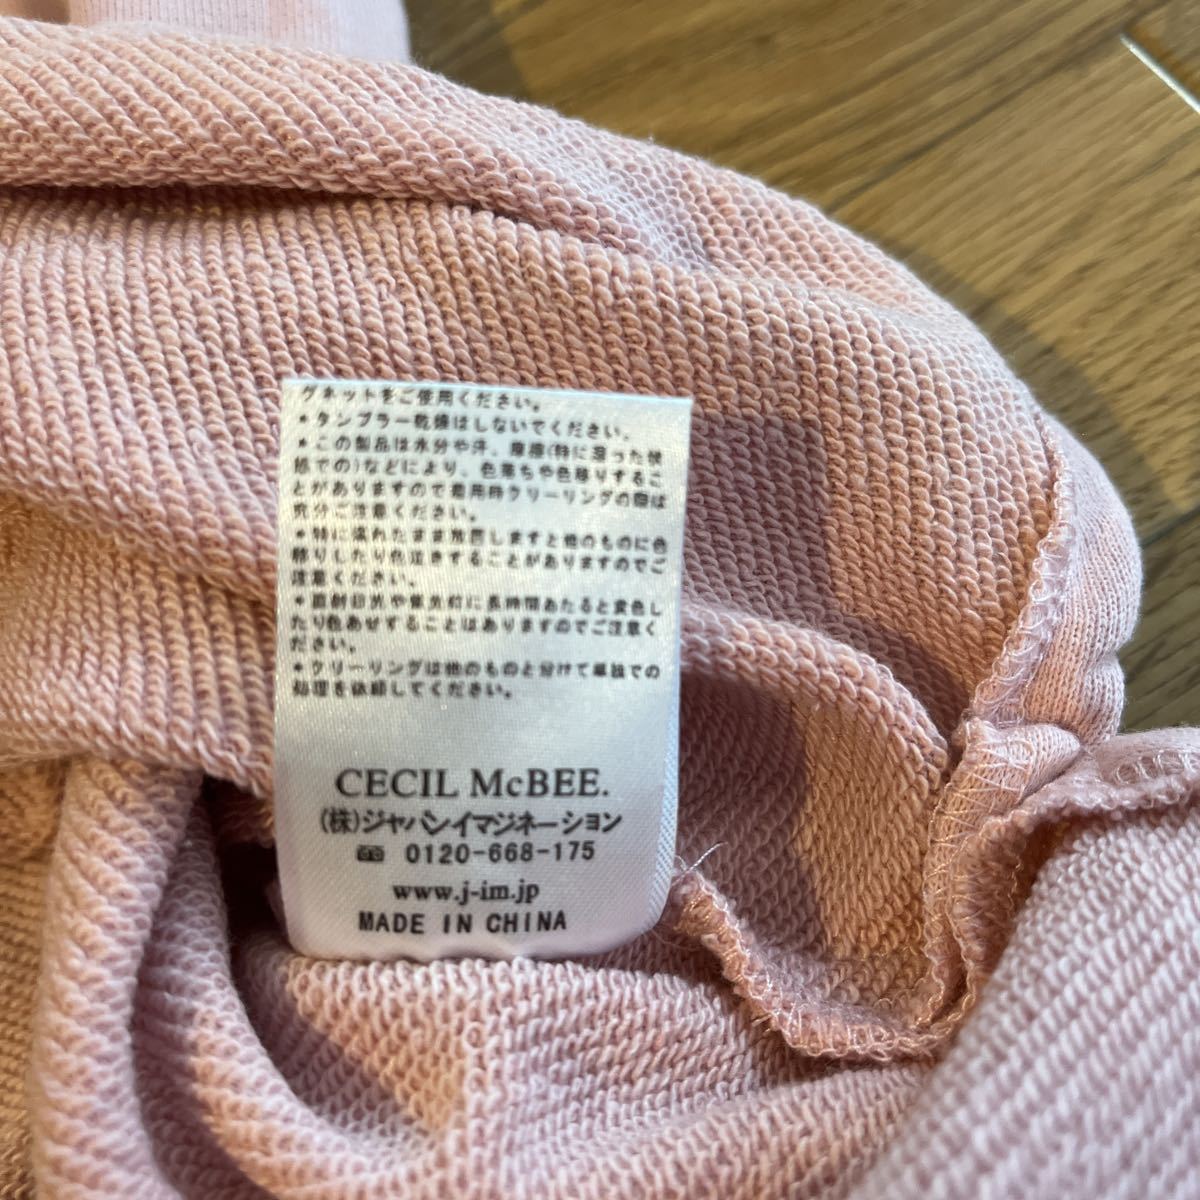 グネットをご使用ください。
*タンブラー乾燥はしないでください。
*この製品は水分や汗、摩擦(特に湿った状
態での)などにより、色落ちや色移りするこ
とがありますので着用時クリーリングの際は
充分ご注意ください。
*特に濡れたまま放置しますと他のものに色
移りしたり色泣きすることがありますのでご
注意ください。
*直射日光や蛍光灯に長時間あたると変色し
たり色あせすることはありますのでご注意く
ださい。
*クリーリングは他のものと分けて単独での
処理を依頼してください。
CECIL McBEE.
(株)ジャパンイマジネーション
0120-668-175
www.j-im.jp
MADE IN CHINA